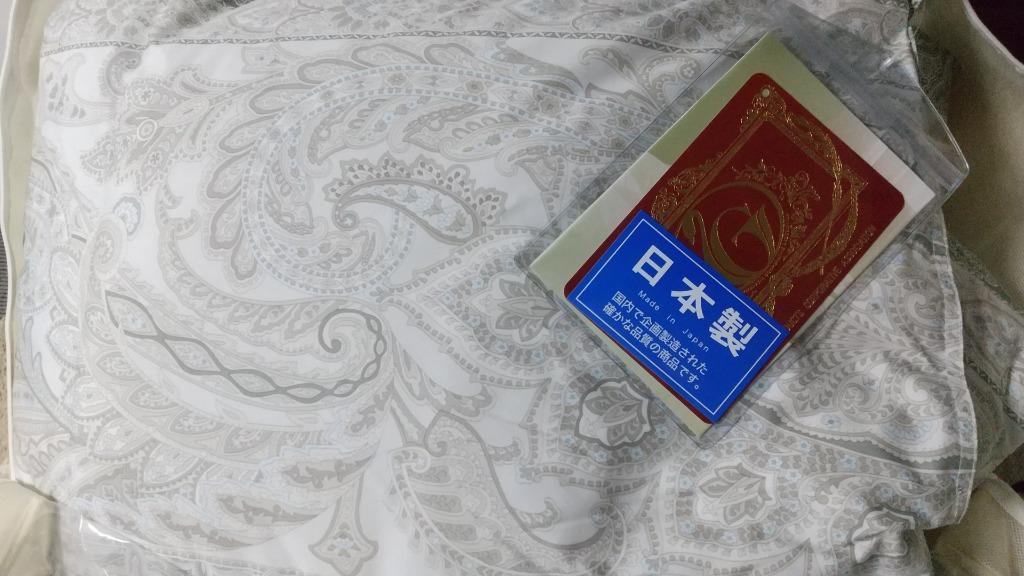 日本製
Made in Japan
国内で企画製造された
確かな品質の商品です。